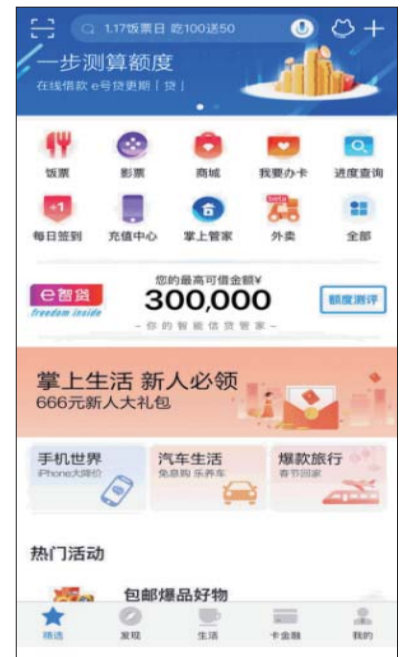 1.17饭票日 吃100送50
一步测算额度
在线借款 e号贷更期「贷」
饭票 影票 商城 我要办卡 进度查询
+1 beta
每日签到 充值中心 掌上管家 外卖 全部
e智贷
freedom inside
您的最高可借金额¥
300,000
额度测评
- 你的智能信贷管家 -
掌上生活 新人必领
666元新人大礼包
手机世界 汽车生活 爆款旅行
iPhone大降价 免息购 乐养车 春节回家
热门活动
包邮爆品好物
精选 发现 生活 卡金融 我的